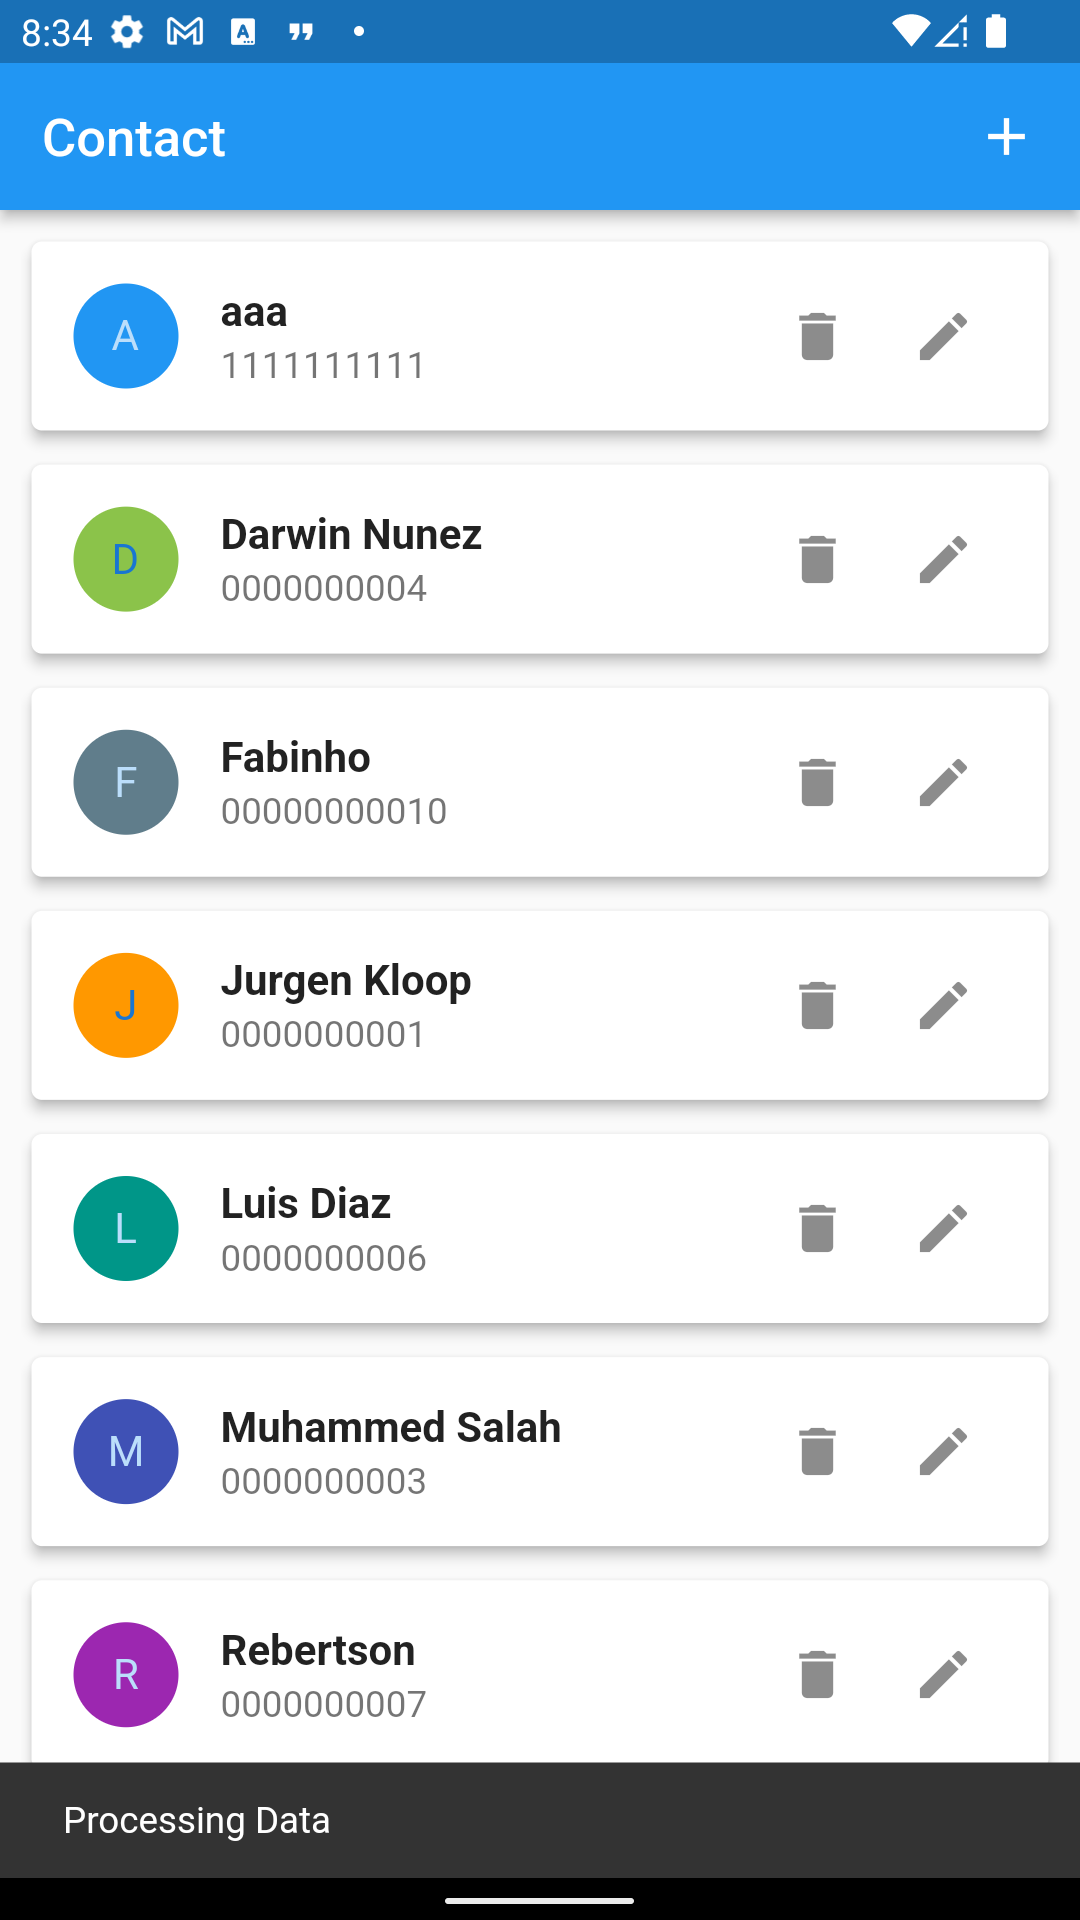 8:34
Contact
A
aaa
1111111111
D
Darwin Nunez
0000000004
F
Fabinho
00000000010
J
Jurgen Kloop
0000000001
L
Luis Diaz
0000000006
M
Muhammed Salah
0000000003
R
Rebertson
0000000007
Processing Data